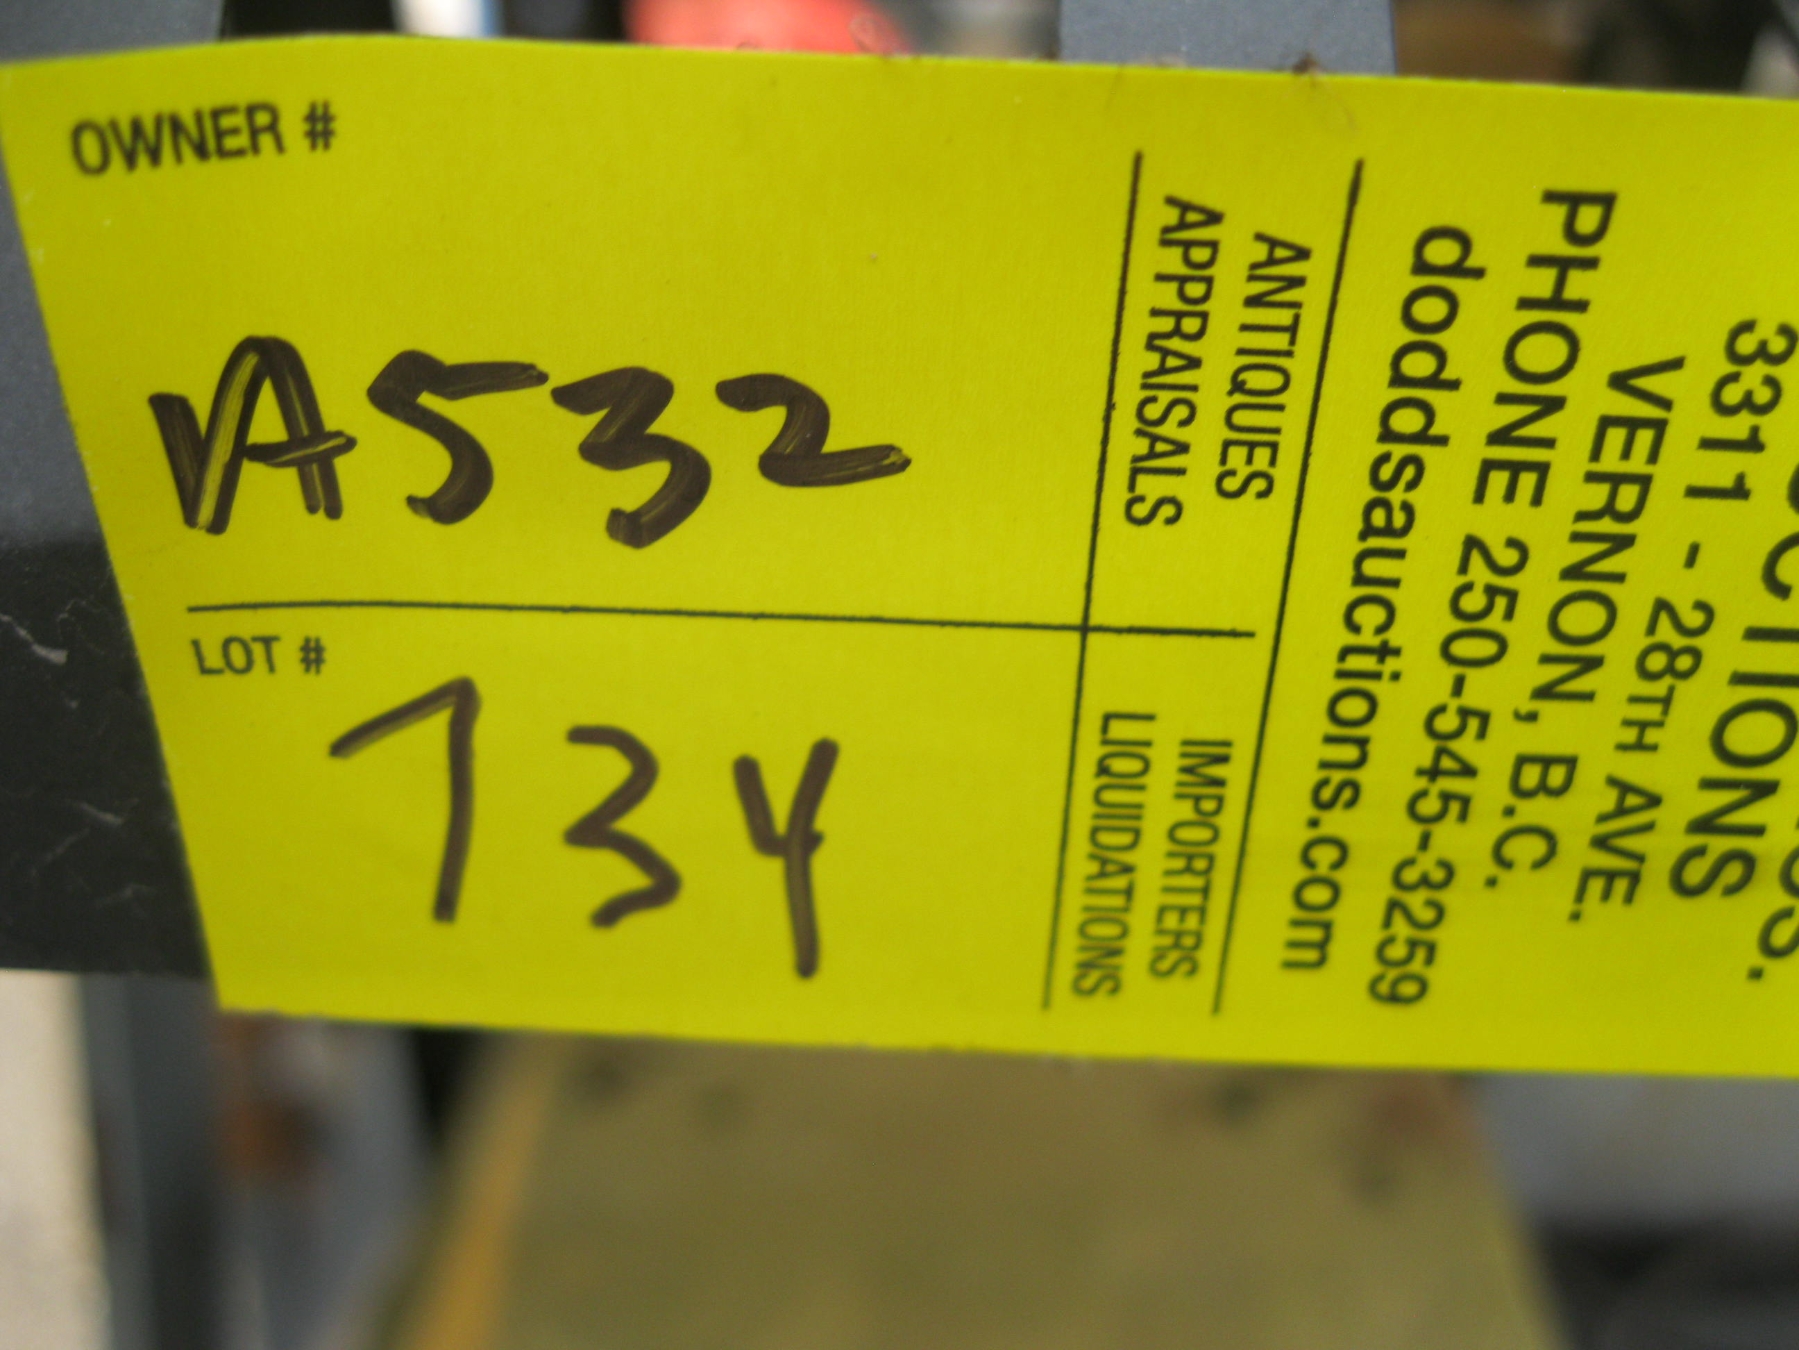 OWNER #
A532
LOT #
734
3311 - 28TH AVE.
VERNON, B.C.
PHONE 250-545-3259
doddsauctions.com
ANTIQUES
APPRAISALS
IMPORTERS
LIQUIDATIONS